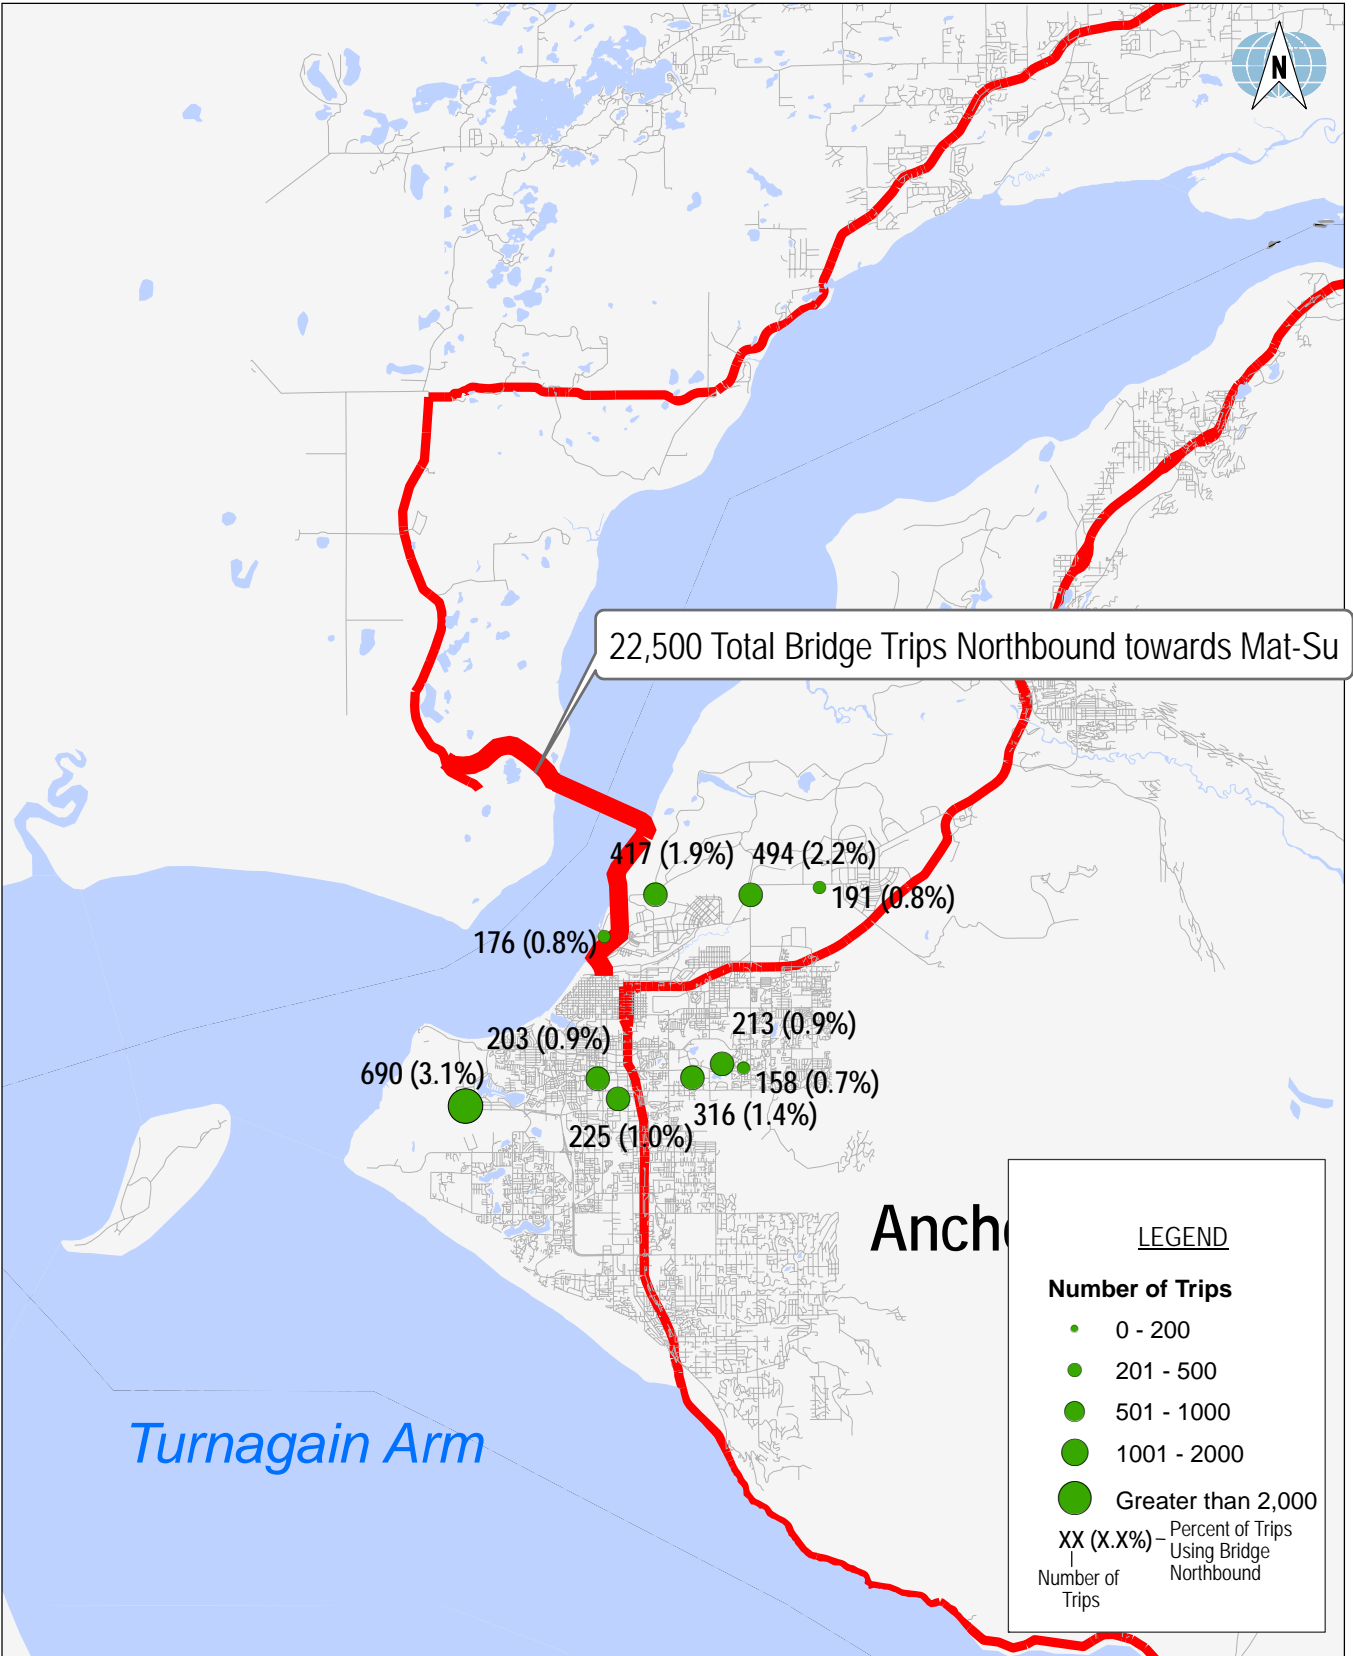 N
22,500 Total Bridge Trips Northbound towards Mat-Su
417 (1.9%)
494 (2.2%)
191 (0.8%)
176 (0.8%)
213 (0.9%)
203 (0.9%)
690 (3.1%)
158 (0.7%)
316 (1.4%)
225 (1.0%)
Ancho
LEGEND
Number of Trips
0 - 200
201 - 500
501 - 1000
1001 - 2000
Greater than 2,000
XX (X.X%)
Percent of Trips
Using Bridge
Northbound
Number of
Trips
Turnagain Arm